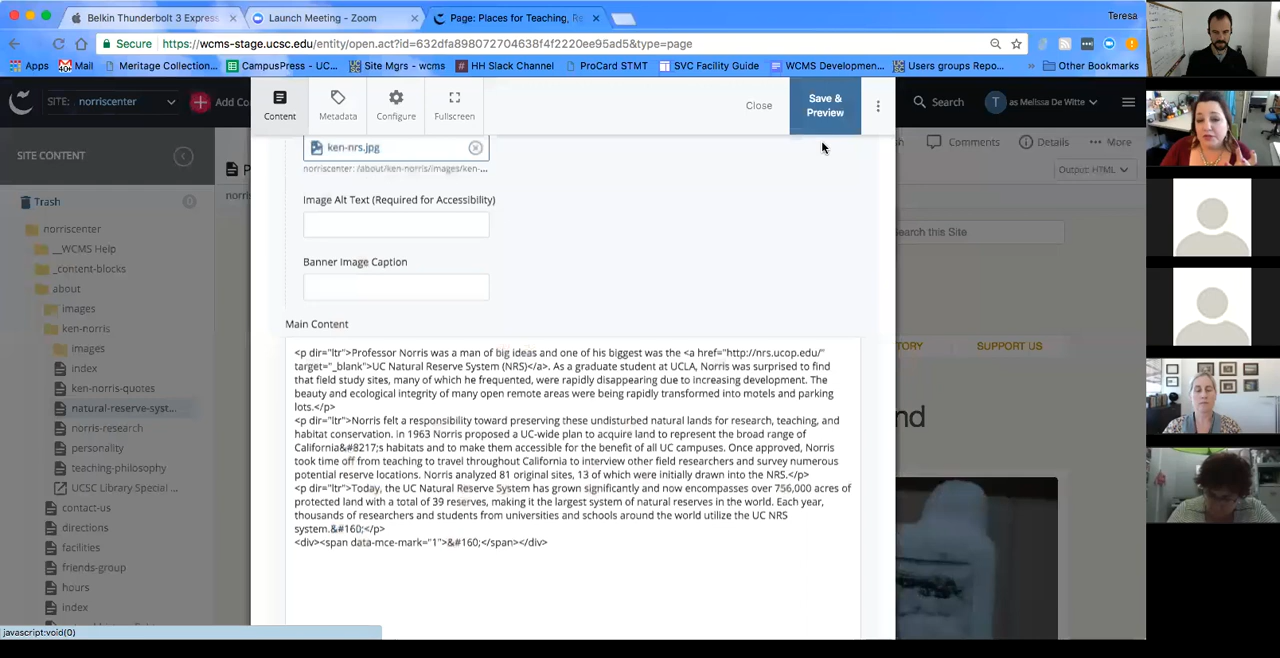 Belkin Thunderbolt 3 Express
Launch Meeting - Zoom
Page: Places for Teaching, Re
Teresa
Secure
https://wcms-stage.ucsc.edu/entity/open.act?id=632dfa898072704638f4f2220ee95ad5&type=page
Apps
Mail
Meritage Collection...
CampusPress - UC...
Site Mgrs - wcms
HH Slack Channel
ProCard STMT
SVC Facility Guide
WCMS Developmen...
Users groups Repo...
»
Other Bookmarks
SITE:
norriscenter
Add Co
Content
Metadata
Configure
Fullscreen
Close
Save &
Preview
Search
T
as Melissa De Witte
SITE CONTENT
Comments
Details
More
Output: HTML
Trash
0
norriscenter
__WCMS Help
_content-blocks
about
images
ken-norris
images
index
ken-norris-quotes
natural-reserve-syst...
norris-research
personality
teaching-philosophy
UCSC Library Special ...
contact-us
directions
facilities
friends-group
hours
index
P
norri
ken-nrs.jpg
norriscenter: /about/ken-norris/images/ken-...
Image Alt Text (Required for Accessibility)
Banner Image Caption
Main Content
<p dir="ltr">Professor Norris was a man of big ideas and one of his biggest was the <a href="http://nrs.ucop.edu/"
target="_blank">UC Natural Reserve System (NRS)</a>. As a graduate student at UCLA, Norris was surprised to find
that field study sites, many of which he frequented, were rapidly disappearing due to increasing development. The
beauty and ecological integrity of many open remote areas were being rapidly transformed into motels and parking
lots.</p>
<p dir="ltr">Norris felt a responsibility toward preserving these undisturbed natural lands for research, teaching, and
habitat conservation. In 1963 Norris proposed a UC-wide plan to acquire land to represent the broad range of
California&#8217;s habitats and to make them accessible for the benefit of all UC campuses. Once approved, Norris
took time off from teaching to travel throughout California to interview other field researchers and survey numerous
potential reserve locations. Norris analyzed 81 original sites, 13 of which were initially drawn into the NRS.</p>
<p dir="ltr">Today, the UC Natural Reserve System has grown significantly and now encompasses over 756,000 acres of
protected land with a total of 39 reserves, making it the largest system of natural reserves in the world. Each year,
thousands of researchers and students from universities and schools around the world utilize the UC NRS
system.&#160;</p>
<div><span data-mce-mark="1">&#160;</span></div>
earch this Site
TORY
SUPPORT US
nd
javascript:void(0)